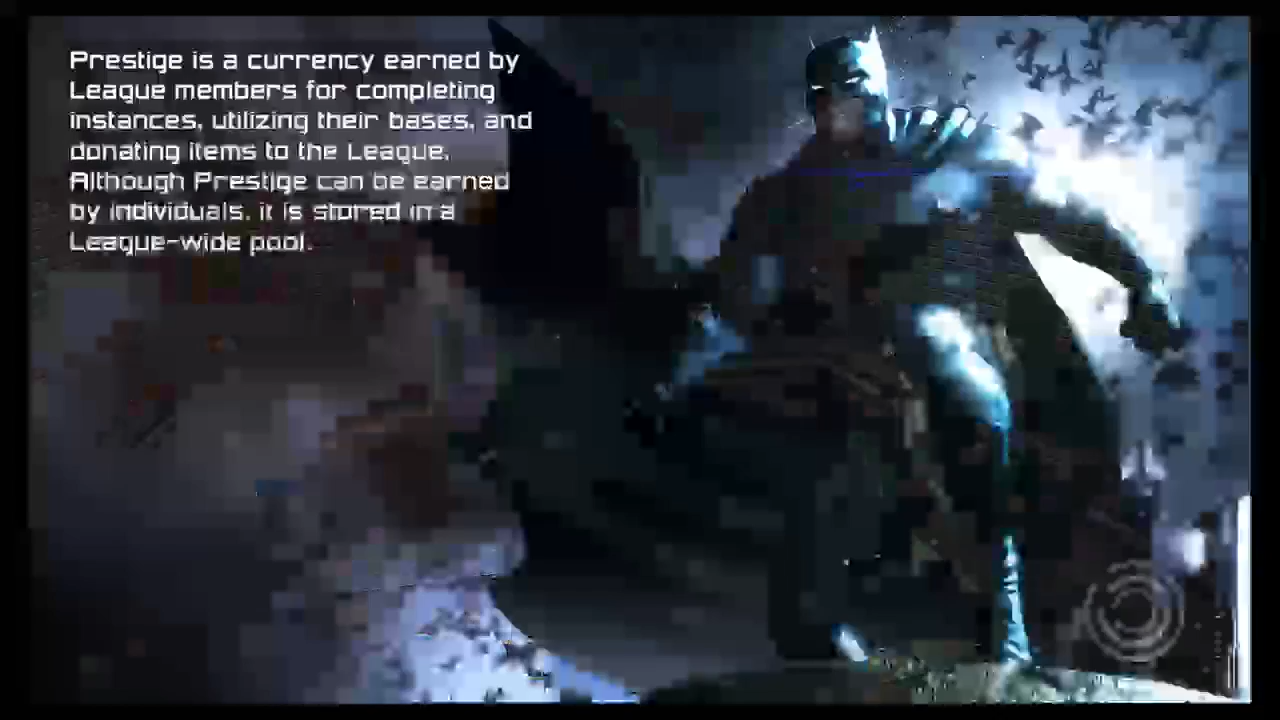 Prestige is a currency earned by
League members for completing
instances, utilizing their bases, and
donating items to the League.
Although Prestige can be earned
by individuals, it is stored in a
League-wide pool.